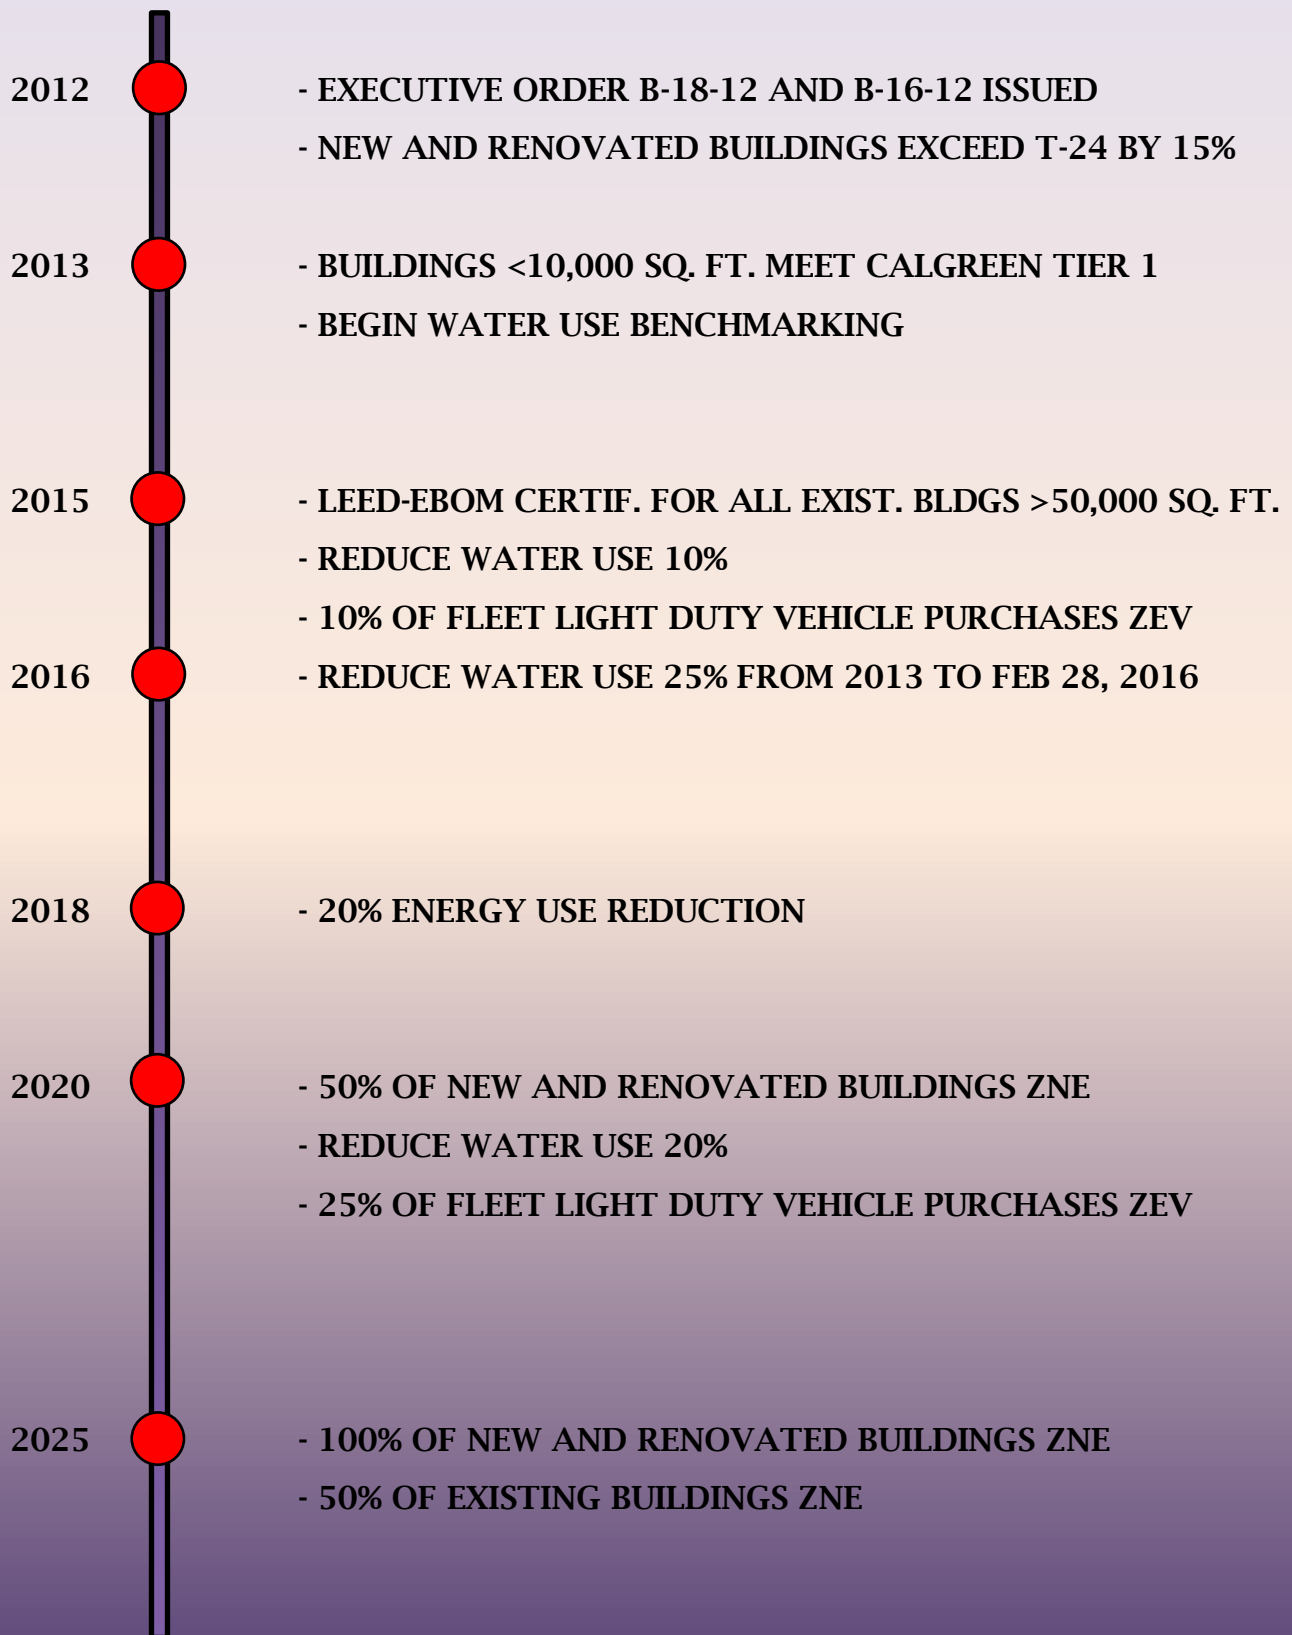 2012 - EXECUTIVE ORDER B-18-12 AND B-16-12 ISSUED
- NEW AND RENOVATED BUILDINGS EXCEED T-24 BY 15%
2013 - BUILDINGS <10,000 SQ. FT. MEET CALGREEN TIER 1
- BEGIN WATER USE BENCHMARKING
2015 - LEED-EBOM CERTIF. FOR ALL EXIST. BLDGS >50,000 SQ. FT.
- REDUCE WATER USE 10%
- 10% OF FLEET LIGHT DUTY VEHICLE PURCHASES ZEV
2016 - REDUCE WATER USE 25% FROM 2013 TO FEB 28, 2016
2018 - 20% ENERGY USE REDUCTION
2020 - 50% OF NEW AND RENOVATED BUILDINGS ZNE
- REDUCE WATER USE 20%
- 25% OF FLEET LIGHT DUTY VEHICLE PURCHASES ZEV
2025 - 100% OF NEW AND RENOVATED BUILDINGS ZNE
- 50% OF EXISTING BUILDINGS ZNE